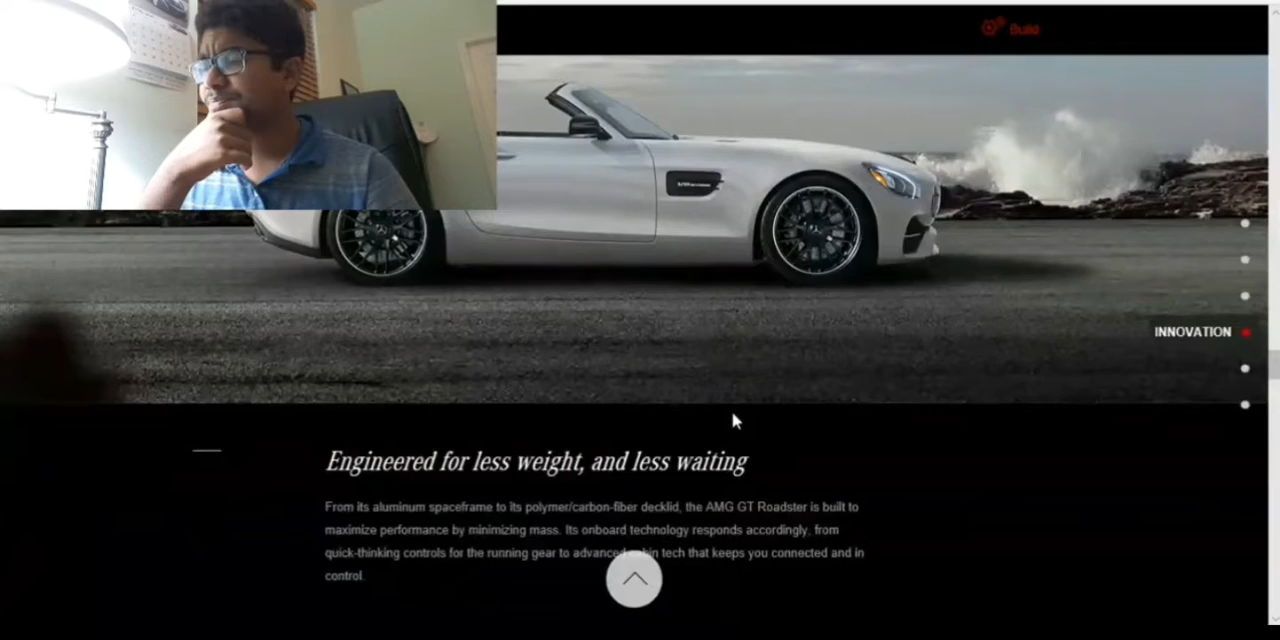 Build
INNOVATION
Engineered for less weight, and less waiting
From its aluminum spaceframe to its polymer/carbon-fiber decklid, the AMG GT Roadster is built to
maximize performance by minimizing mass. Its onboard technology responds accordingly, from
quick-thinking controls for the running gear to advanced cabin tech that keeps you connected and in
control.